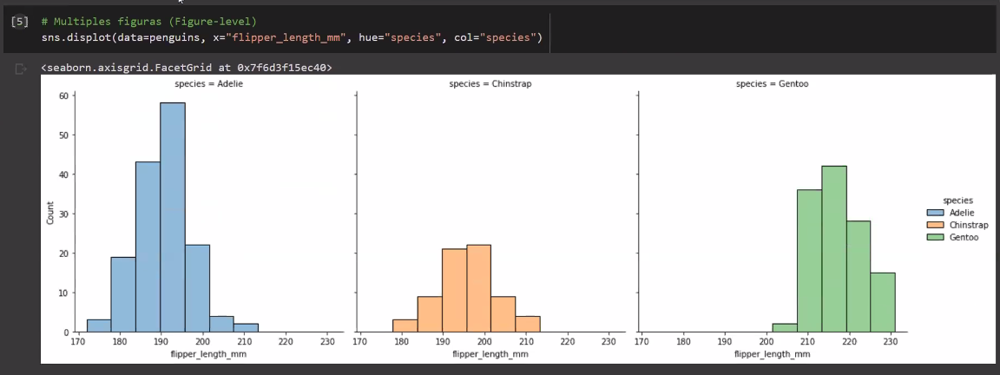 [5] # Multiples figuras (Figure-level)
sns.displot(data=penguins, x="flipper_length_mm", hue="species", col="species")
<seaborn.axisgrid.FacetGrid at 0x7f6d3f15ec40>
species = Adelie
species = Chinstrap
species = Gentoo
60
50
40
30
20
10
0
Count
170 180 190 200 210 220 230
flipper_length_mm
170 180 190 200 210 220 230
flipper_length_mm
170 180 190 200 210 220 230
flipper_length_mm
species
Adelie
Chinstrap
Gentoo